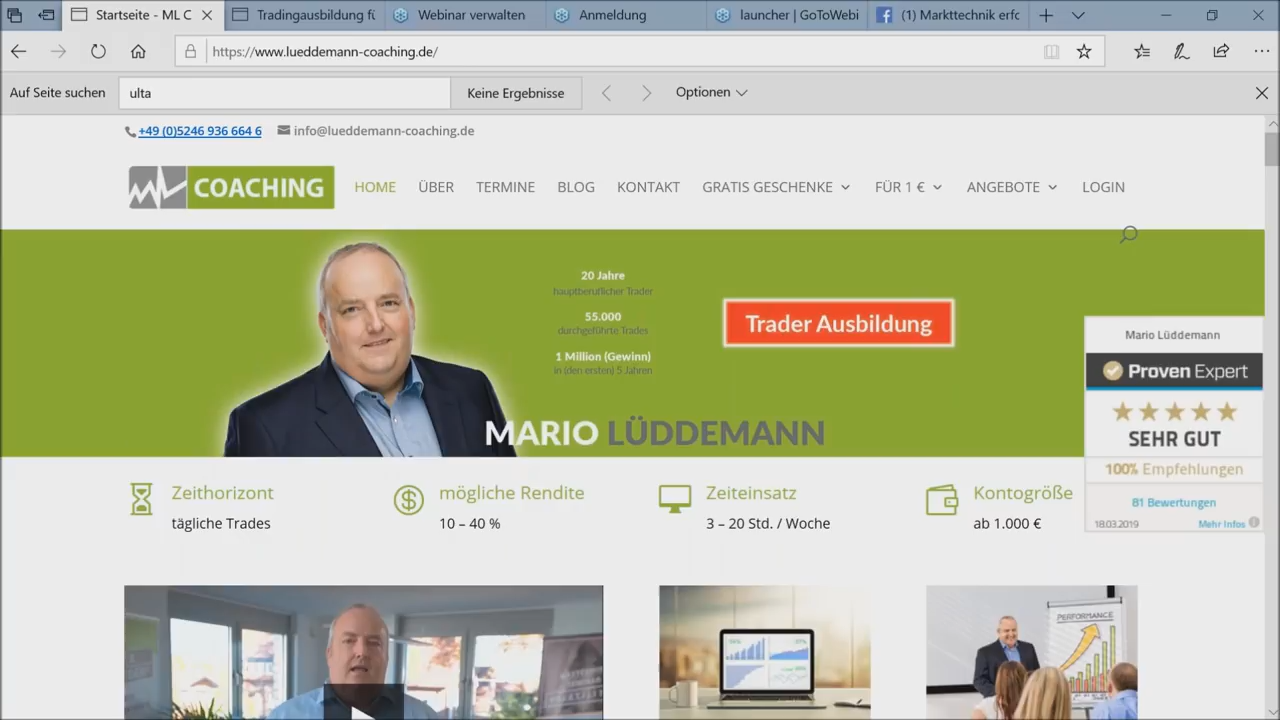 Startseite - ML C
Tradingausbildung fü
Webinar verwalten
Anmeldung
launcher | GoToWebi
(1) Markttechnik erfo
https://www.lueddemann-coaching.de/
Auf Seite suchen
ulta
Keine Ergebnisse
Optionen
+49 (0)5246 936 664 6
info@lueddemann-coaching.de
COACHING
HOME
ÜBER
TERMINE
BLOG
KONTAKT
GRATIS GESCHENKE
FÜR 1 €
ANGEBOTE
LOGIN
20 Jahre
hauptberuflicher Trader
55.000
durchgeführte Trades
1 Million (Gewinn)
in (den ersten) 5 Jahren
Trader Ausbildung
MARIO LÜDDEMANN
Mario Lüddemann
Proven Expert
SEHR GUT
100% Empfehlungen
81 Bewertungen
18.03.2019
Mehr Infos
Zeithorizont
tägliche Trades
mögliche Rendite
10 – 40 %
Zeiteinsatz
3 – 20 Std. / Woche
Kontogröße
ab 1.000 €
PERFORMANCE